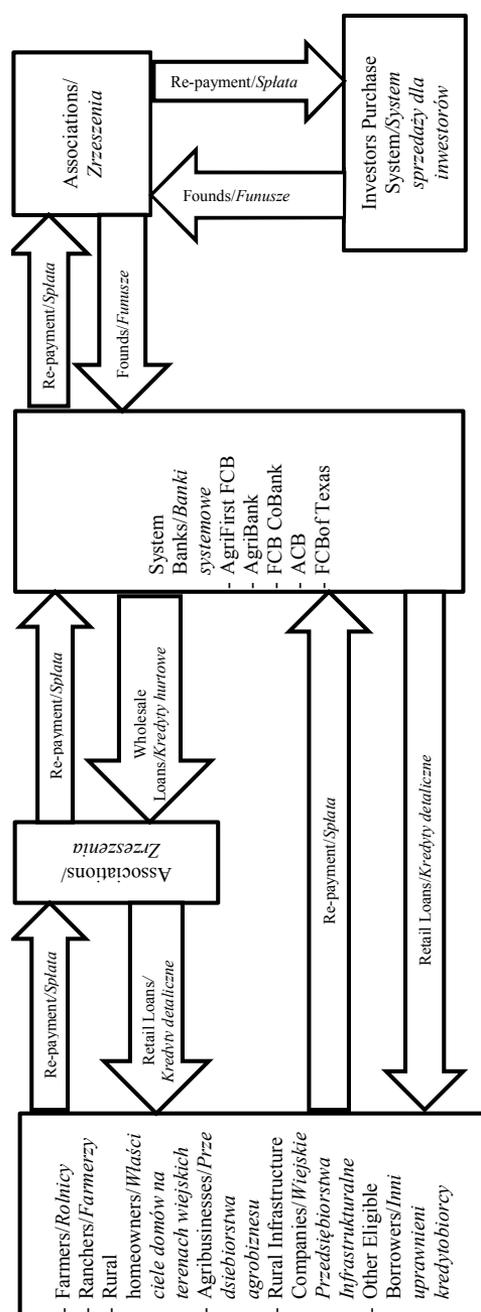 - Farmers/Rolnicy
- Ranchers/Farmerzy
- Rural
homeowners/Właści
ciele domów na
terenach wiejskich
- Agribusinesses/Prze
dsiebiorstwa
agrobiznesu
- Rural Infrastructure
Companies/Wiejskie
Przedsiębiorstwa
Infrastrukturalne
- Other Eligible
Borrowers/Inni
uprawnieni
kredytobiorcy
Re-payment/Spłata
Retail Loans/
Kredyty detaliczne
Associations/
Zrzeszenia
Re-payment/Spłata
Wholesale
Loans/Kredyty hurtowe
Re-payment/Spłata
Retail Loans/Kredyty detaliczne
System
Banks/Banki
systemowe
- AgriFirst FCB
- AgriBank
- FCB CoBank
- ACB
- FCBof Texas
Re-payment/Spłata
Founds/Funusze
Associations/
Zrzeszenia
Re-payment/Spłata
Founds/Funusze
Investors Purchase
System/System
sprzedaży dla
inwestorów